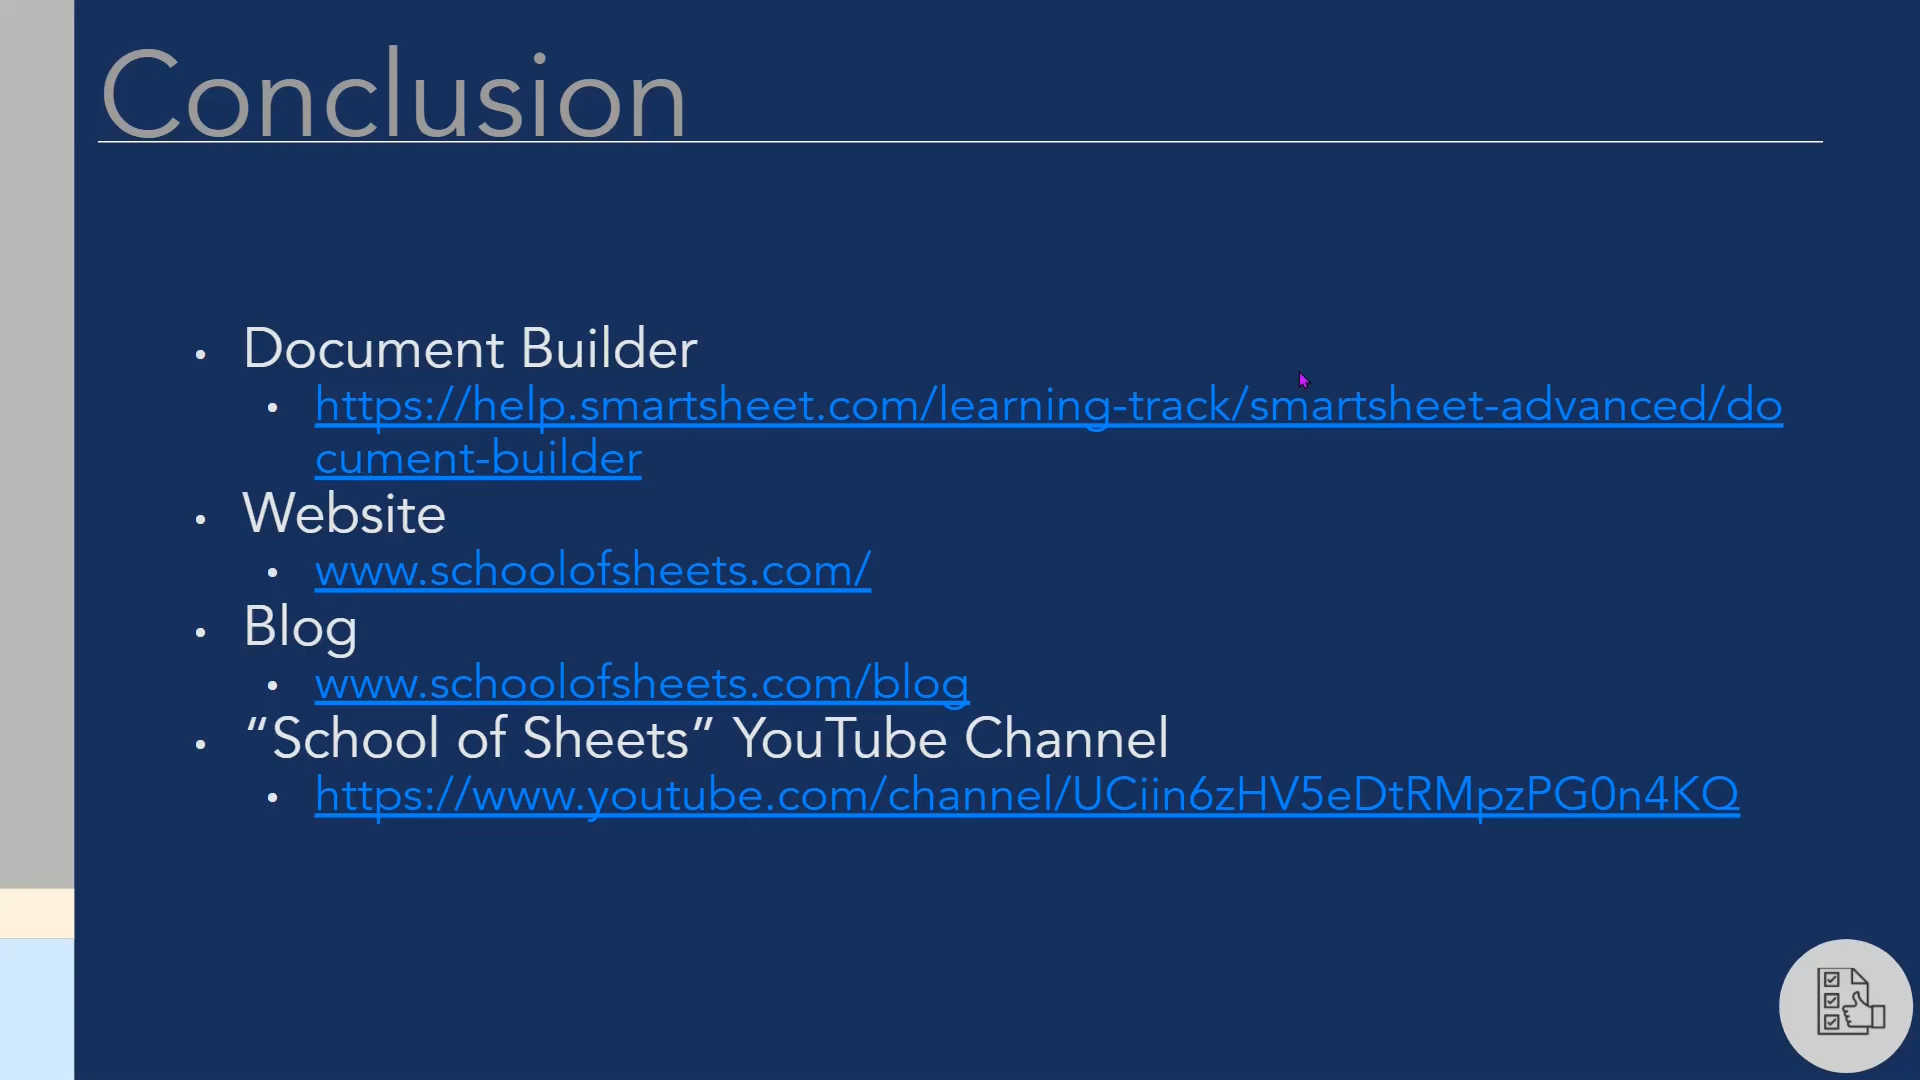 Conclusion
• Document Builder
• https://help.smartsheet.com/learning-track/smartsheet-advanced/do
cument-builder
• Website
• www.schoolofsheets.com/
• Blog
• www.schoolofsheets.com/blog
• “School of Sheets” YouTube Channel
• https://www.youtube.com/channel/UCiin6zHV5eDtRMpzPG0n4KQ